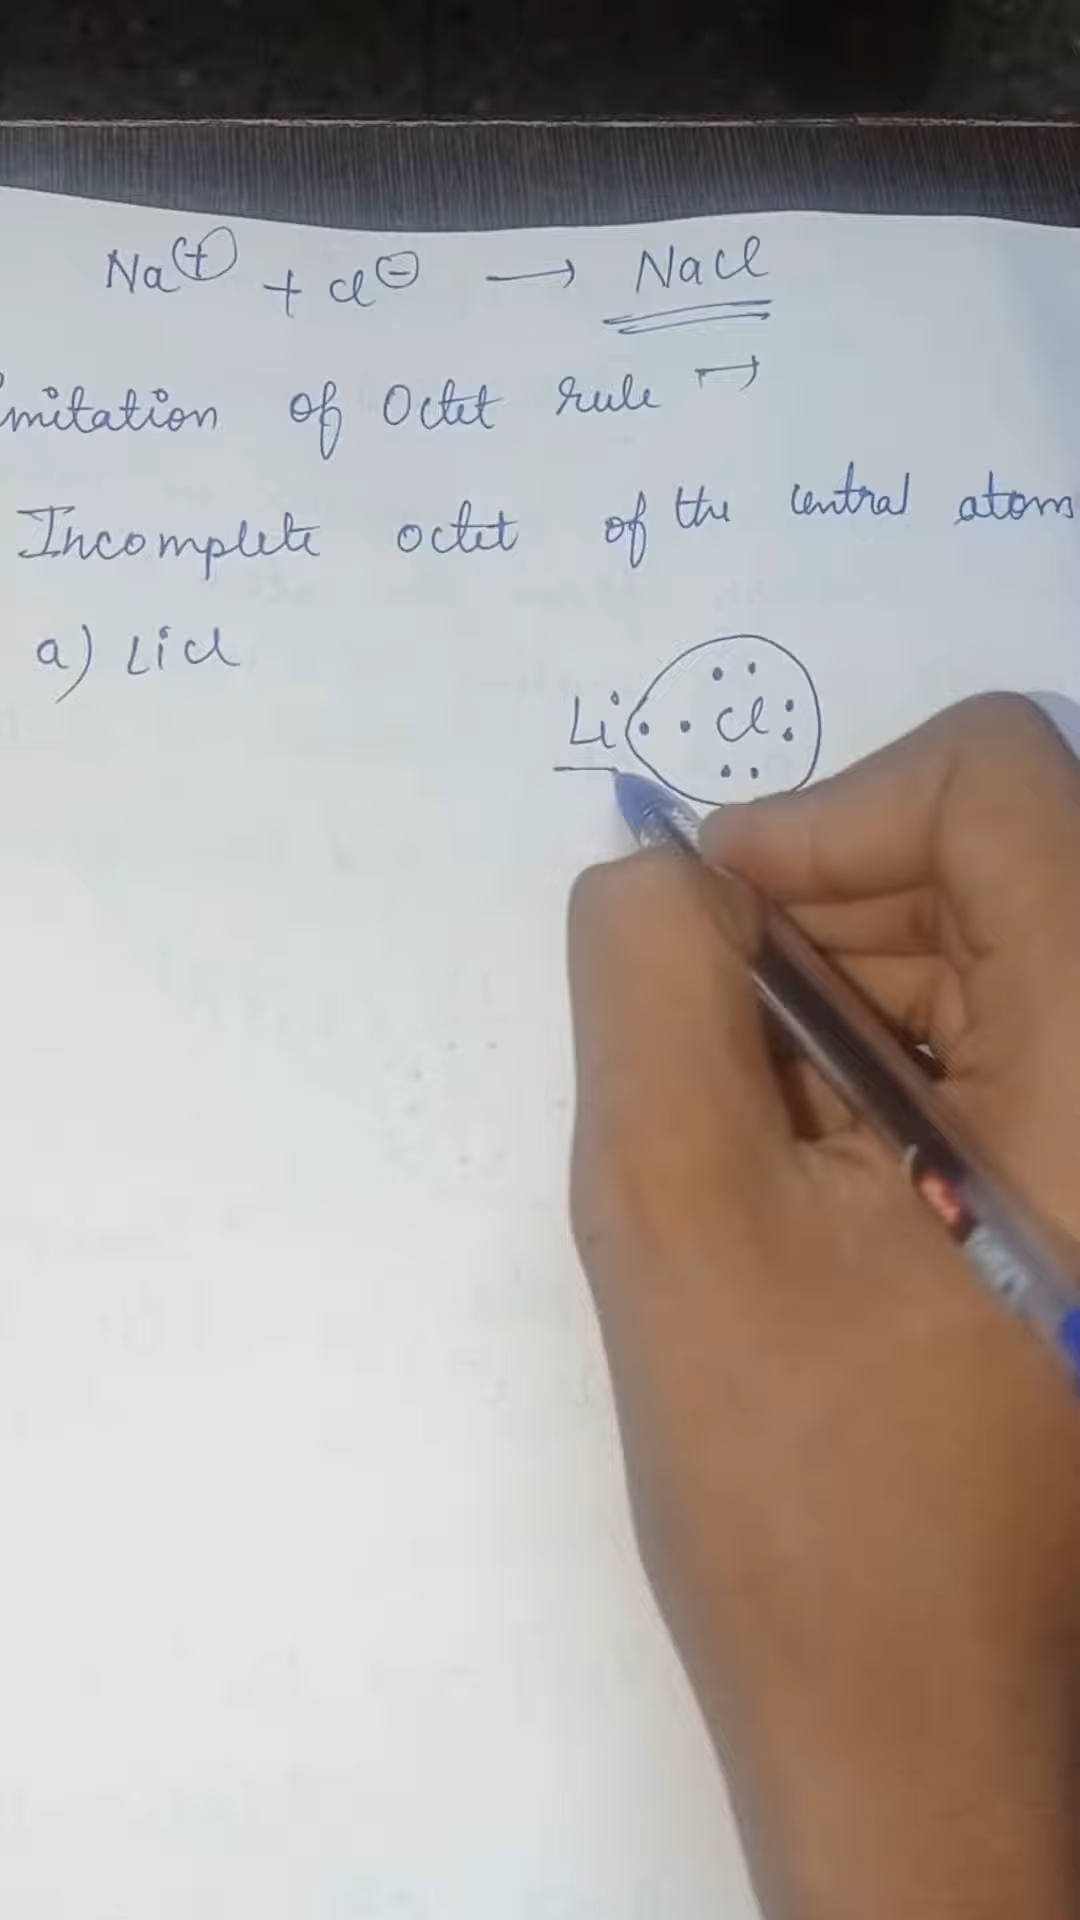 Na⊕ + Cl⊖ → NaCl
mitation of Octet rule →
Incomplete octet of the central atom
a) LiCl
Li : Cl :